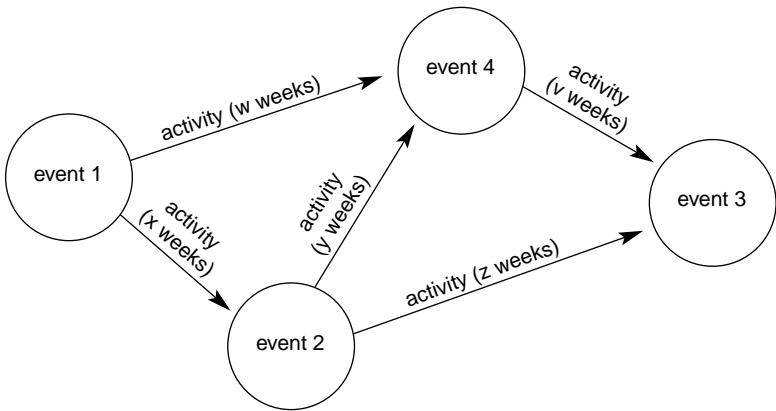 event 4
activity
(v weeks)
activity (w weeks)
event 1
event 3
activity
(x weeks)
activity
(y weeks)
activity (z weeks)
event 2